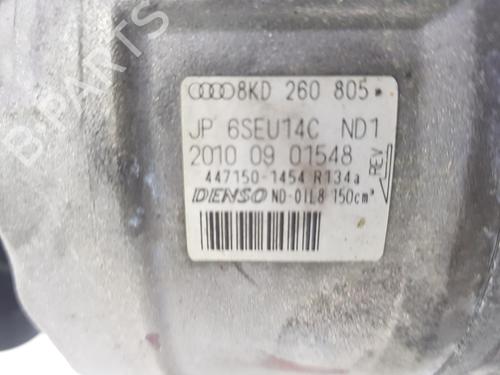 B-PARTS
8KD 260 805
JP 6SEU14C ND1
2010 09 01548
447150-1454 R134a
DENSO ND-OIL8 150cm³
REV